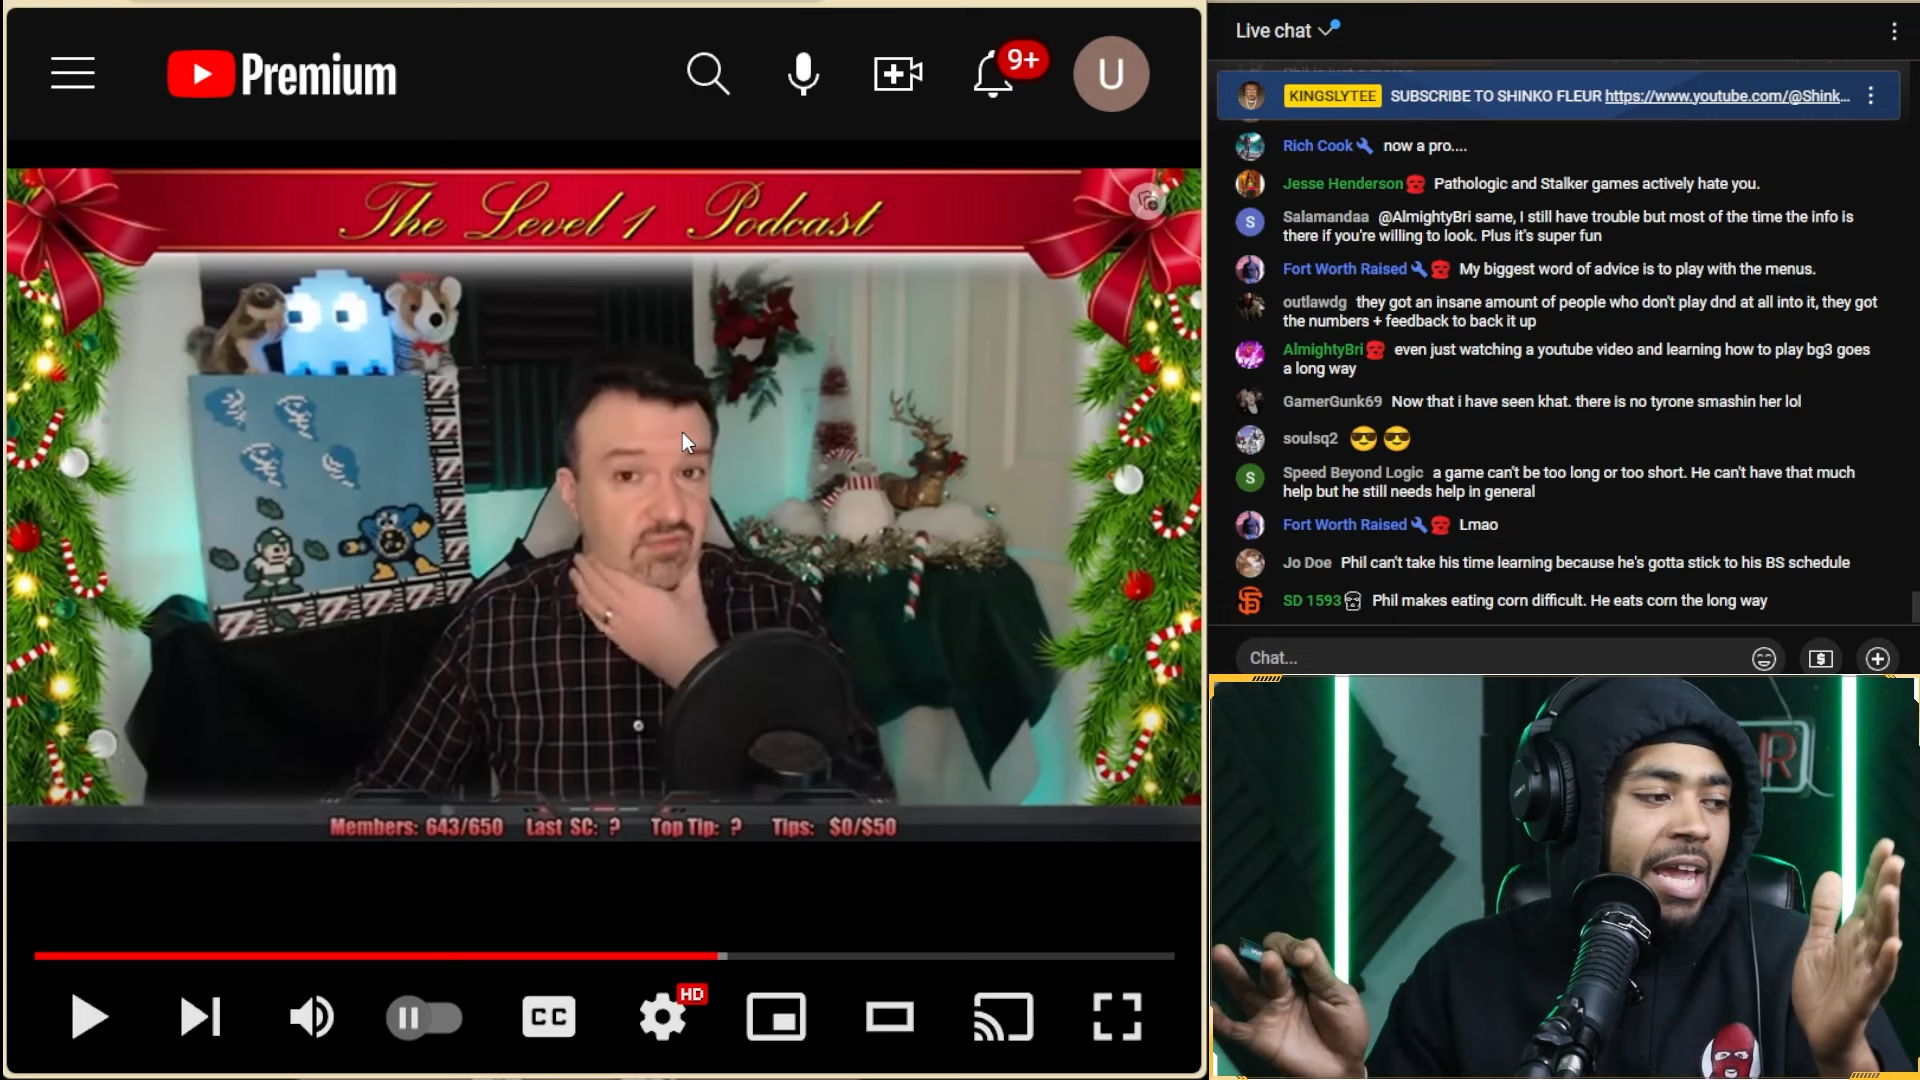 Premium
9+
U
The Level 1 Podcast
Members: 643/650 Last SC: ? Top Tip: ? Tips: $0/$50
CC
HD
Live chat
KINGSLYTEE SUBSCRIBE TO SHINKO FLEUR https://www.youtube.com/@Shink...
Rich Cook now a pro....
Jesse Henderson Pathologic and Stalker games actively hate you.
S
Salamandaa @AlmightyBri same, I still have trouble but most of the time the info is
there if you're willing to look. Plus it's super fun
Fort Worth Raised My biggest word of advice is to play with the menus.
outlawdg they got an insane amount of people who don't play dnd at all into it, they got
the numbers + feedback to back it up
AlmightyBri even just watching a youtube video and learning how to play bg3 goes
a long way
GamerGunk69 Now that i have seen khat. there is no tyrone smashin her lol
soulsq2
S
Speed Beyond Logic a game can't be too long or too short. He can't have that much
help but he still needs help in general
Fort Worth Raised Lmao
Jo Doe Phil can't take his time learning because he's gotta stick to his BS schedule
SF
SD 1593 Phil makes eating corn difficult. He eats corn the long way
Chat...
R